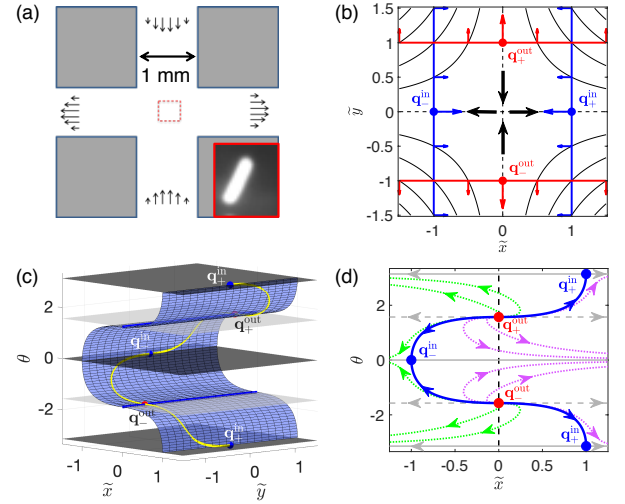 (a)
1 mm
(b)
1.5
1
0.5
0
-0.5
-1
-1.5
-1 0 1
x̃
ỹ
q₊ᵒᵘᵗ
q₋ⁱⁿ
q₊ⁱⁿ
q₋ᵒᵘᵗ
(c)
2
0
-2
θ
-1 0 1
x̃
-1 0 1
ỹ
q₊ⁱⁿ
q₊ᵒᵘᵗ
q₋ⁱⁿ
q₋ᵒᵘᵗ
q₊ⁱⁿ
(d)
2
0
-2
θ
-1 -0.5 0 0.5 1
x̃
q₊ⁱⁿ
q₊ᵒᵘᵗ
q₋ⁱⁿ
q₋ᵒᵘᵗ
q₊ⁱⁿ